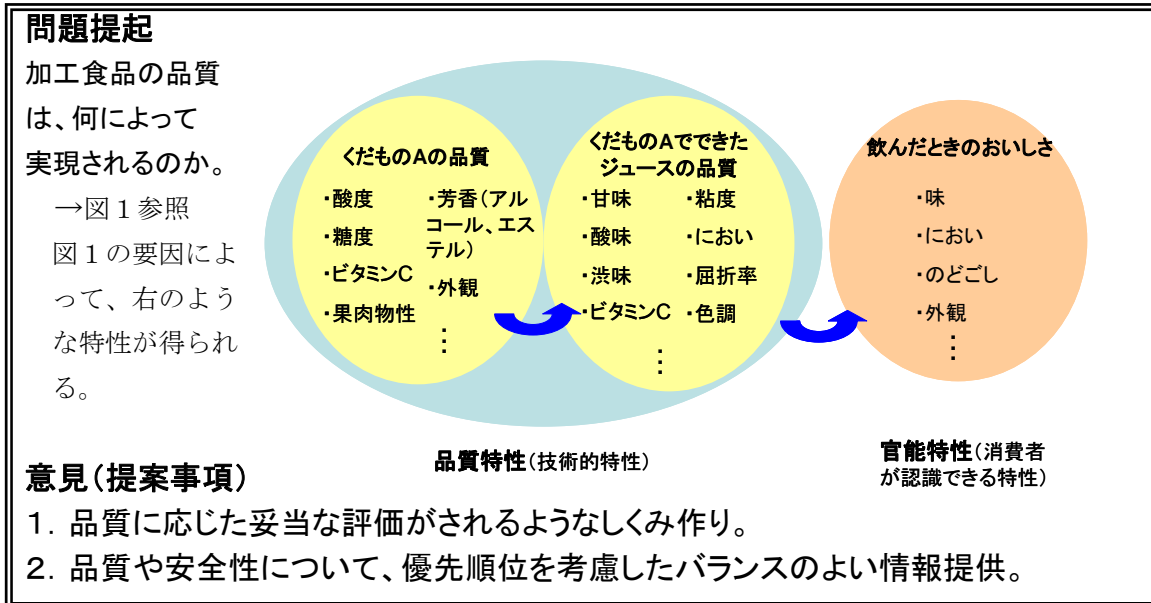 問題提起
加工食品の品質
は、何によって
実現されるのか。
→図１参照
図１の要因によ
って、右のよう
な特性が得られ
る。
くだものAの品質
・酸度
・糖度
・ビタミンC
・果肉物性
・芳香(アル
コール、エス
テル)
・外観
⋮
くだものAでできた
ジュースの品質
・甘味
・酸味
・渋味
・ビタミンC
・粘度
・におい
・屈折率
・色調
⋮
飲んだときのおいしさ
・味
・におい
・のどごし
・外観
⋮
品質特性(技術的特性)
官能特性(消費者
が認識できる特性)
意見(提案事項)
１．品質に応じた妥当な評価がされるようなしくみ作り。
２．品質や安全性について、優先順位を考慮したバランスのよい情報提供。